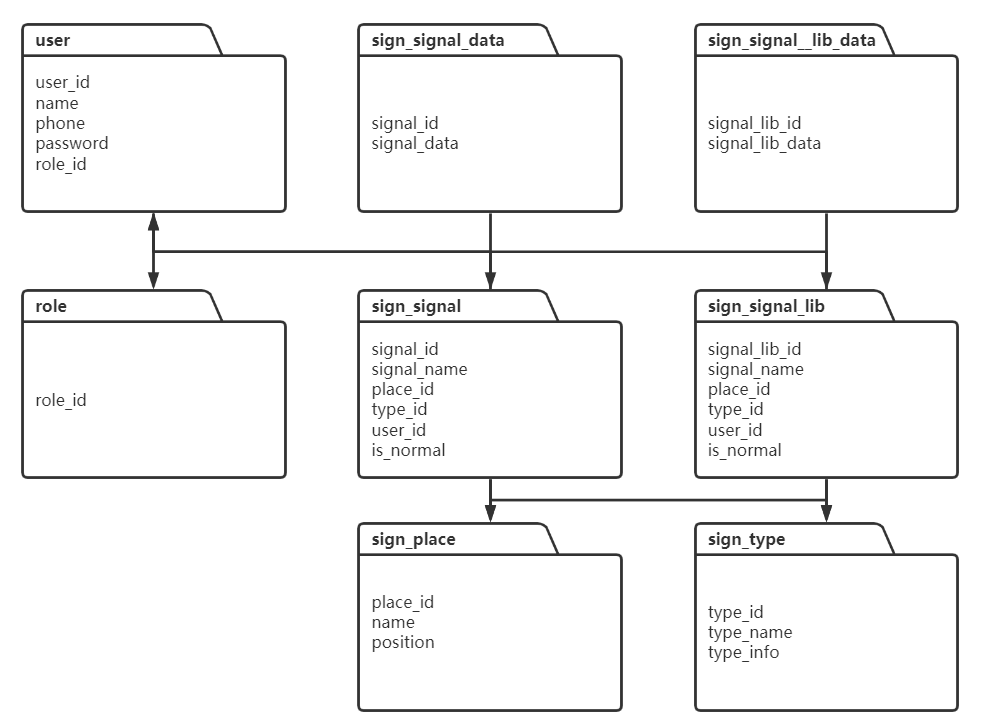 user
user_id
name
phone
password
role_id
sign_signal_data
signal_id
signal_data
sign_signal__lib_data
signal_lib_id
signal_lib_data
role
role_id
sign_signal
signal_id
signal_name
place_id
type_id
user_id
is_normal
sign_signal_lib
signal_lib_id
signal_name
place_id
type_id
user_id
is_normal
sign_place
place_id
name
position
sign_type
type_id
type_name
type_info